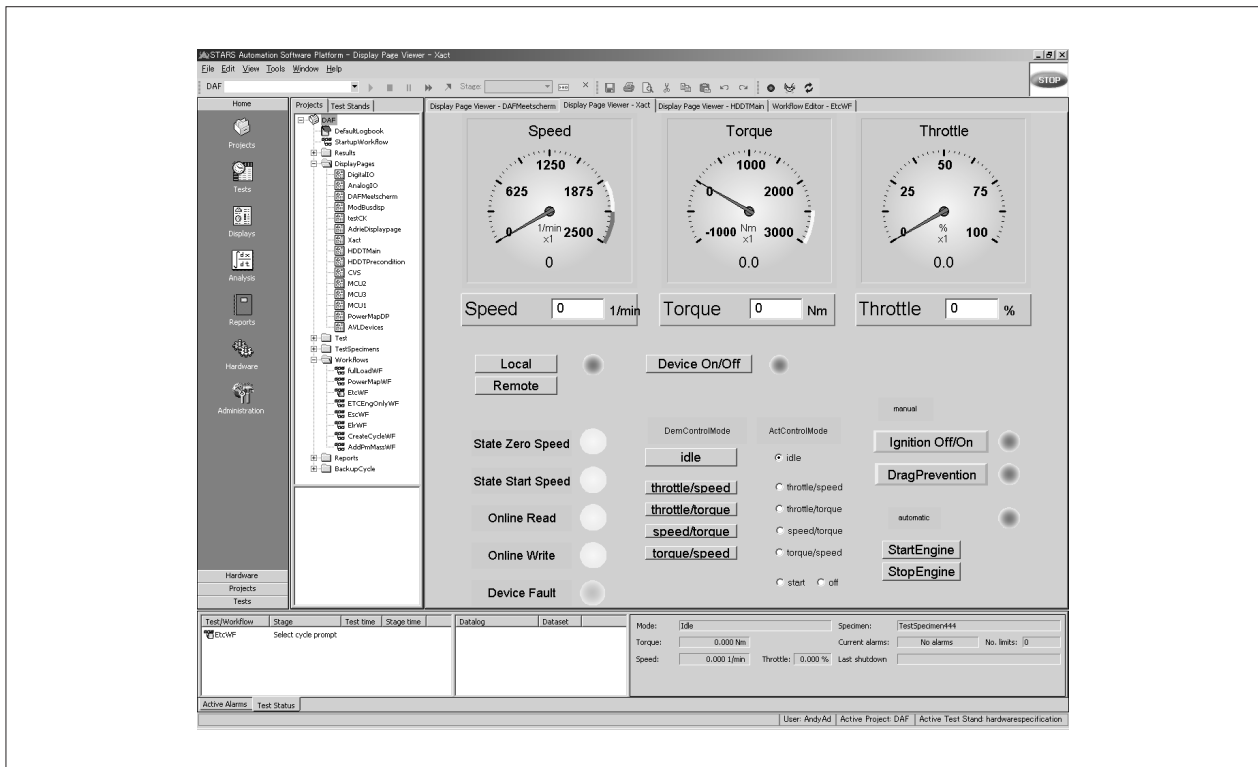 STARS Automation Software Platform - Display Page Viewer - Xact
File Edit View Tools Window Help
DAF Stage: STOP
Home
Projects
Tests
Displays
Analysis
Reports
Hardware
Administration
Hardware
Projects
Tests
Projects Test Stands
DAF
DefaultLogbook
StartupWorkflow
Results
DisplayPages
DigitalIO
AnalogIO
DAFMeetscherm
ModBusdisp
testCK
AdrieDisplaypage
Xact
HDDTMain
HDDTPrecondition
CVS
MCU2
MCU3
MCU1
PowerMapDP
AVLDevices
Test
TestSpecimens
Workflows
fullLoadWF
PowerMapWF
EtcWF
ETCEngOnlyWF
EscWF
ElrWF
CreateCycleWF
AddPmMassWF
Reports
BackupCycle
Display Page Viewer - DAFMeetscherm Display Page Viewer - Xact Display Page Viewer - HDDTMain Workflow Editor - EtcWF
Speed
1250
625 1875
0 1/min 2500
x1
0
Torque
1000
0 2000
-1000 Nm 3000
x1
0.0
Throttle
50
25 75
0 % 100
x1
0.0
Speed 0 1/min
Torque 0 Nm
Throttle 0 %
Local
Remote
Device On/Off
State Zero Speed
State Start Speed
Online Read
Online Write
Device Fault
DemControlMode ActControlMode
idle idle
throttle/speed throttle/speed
throttle/torque throttle/torque
speed/torque speed/torque
torque/speed torque/speed
start off
manual
Ignition Off/On
DragPrevention
automatic
StartEngine
StopEngine
Test/Workflow Stage Test time Stage time
EtcWF Select cycle prompt
Datalog Dataset
Mode: Idle Specimen: TestSpecimen444
Torque: 0.000 Nm Current alarms: No alarms No. limits: 0
Speed: 0.000 1/min Throttle: 0.000 % Last shutdown
Active Alarms Test Status
User: AndyAd Active Project: DAF Active Test Stand: hardwarespecification